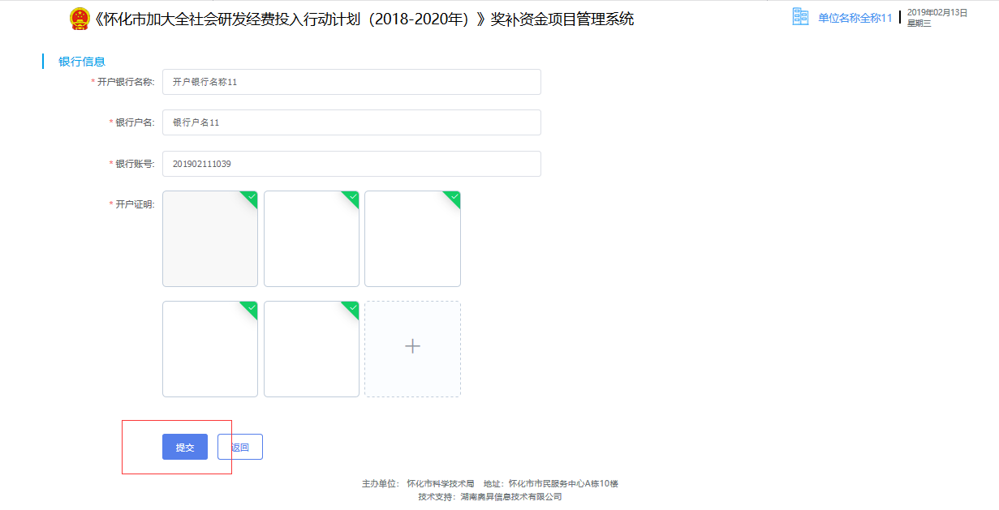 《怀化市加大全社会研发经费投入行动计划（2018-2020年）》奖补资金项目管理系统
单位名称全称11
2019年02月13日
星期三
银行信息
* 开户银行名称: 开户银行名称11
* 银行户名: 银行户名11
* 银行账号: 201902111039
* 开户证明:
提交 返回
主办单位： 怀化市科学技术局 地址：怀化市市民服务中心A栋10楼
技术支持：湖南奥昇信息技术有限公司